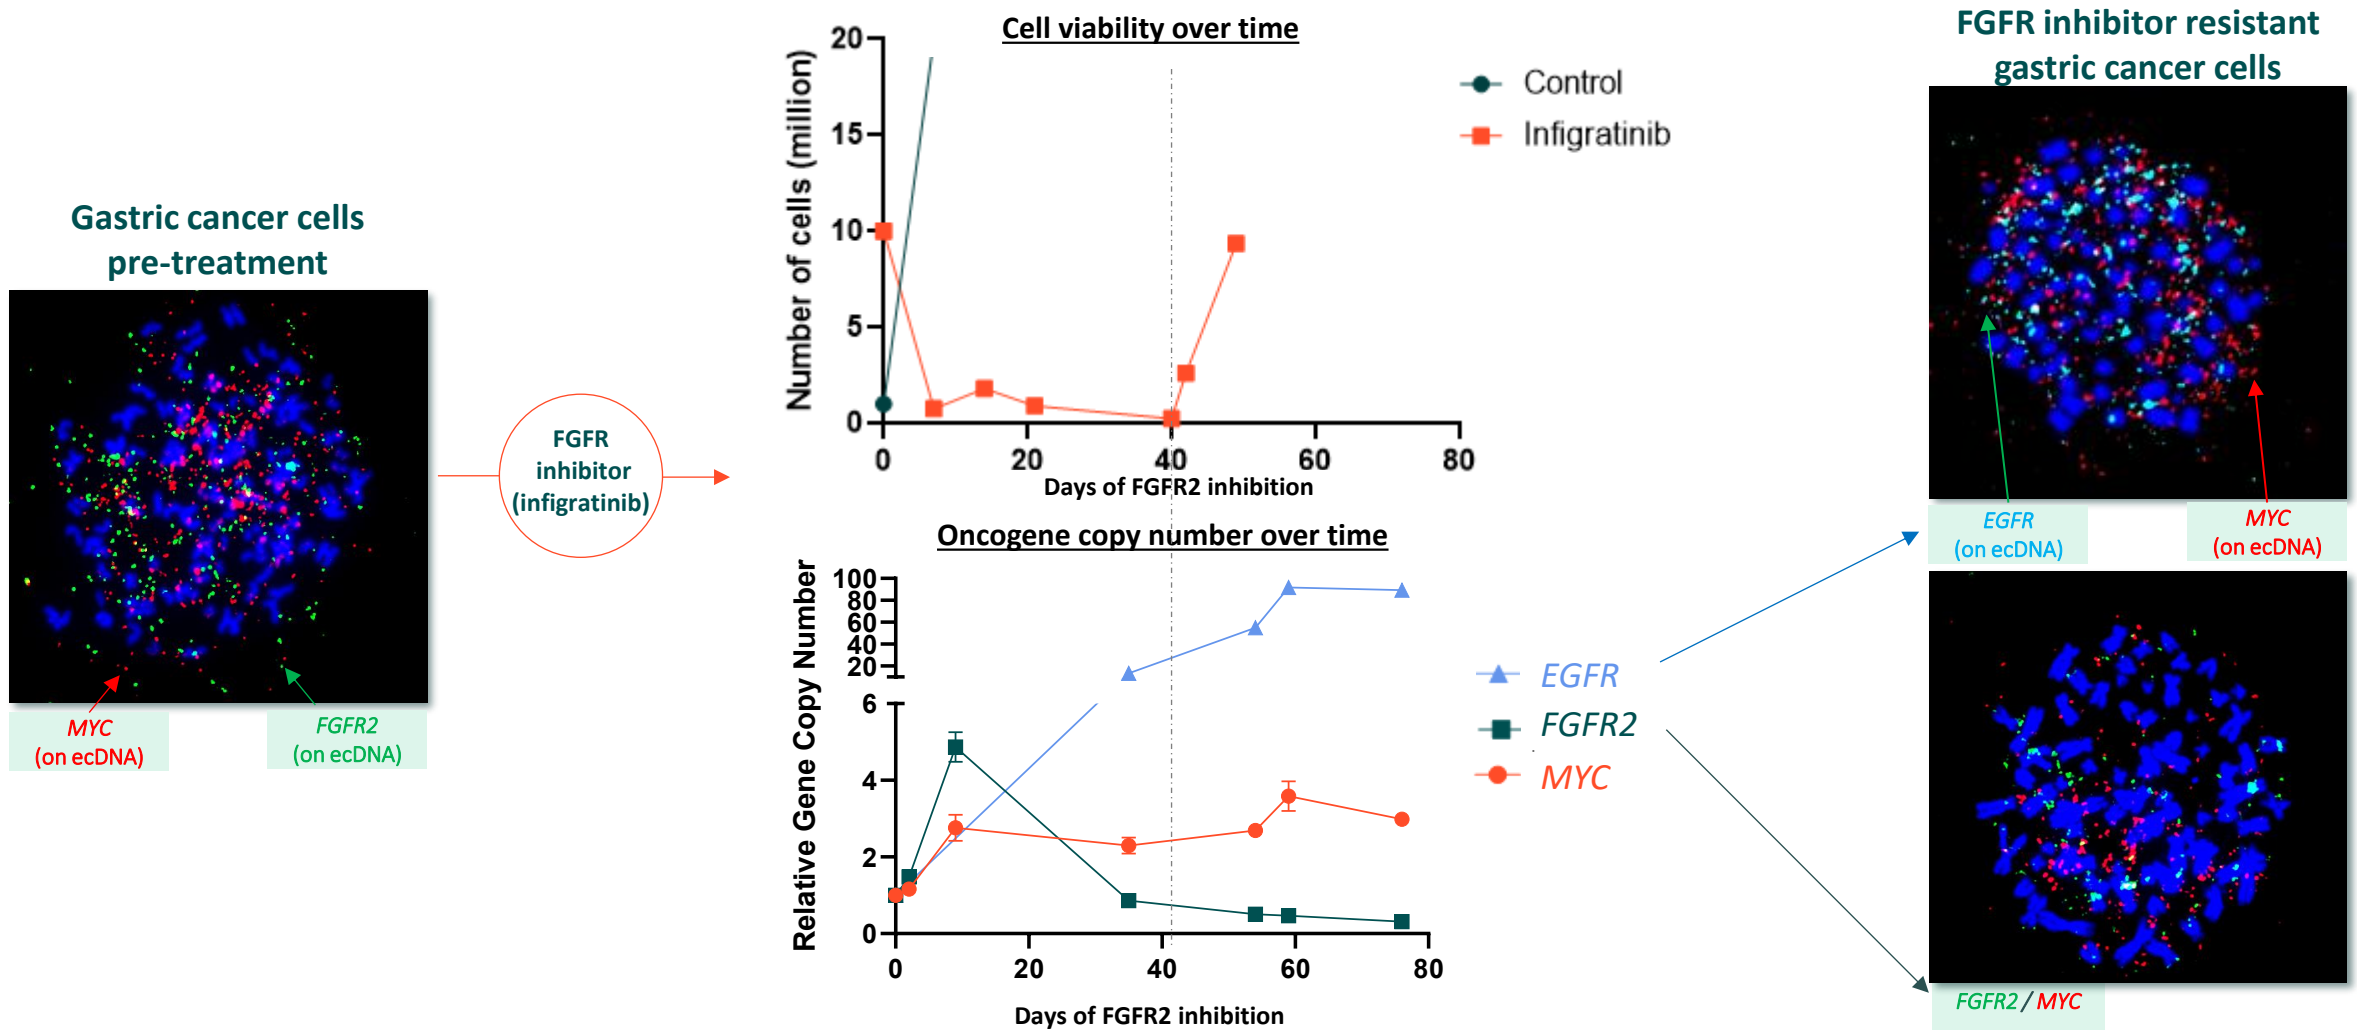 Gastric cancer cells
pre-treatment
MYC
(on ecDNA)
FGFR2
(on ecDNA)
FGFR
inhibitor
(infigratinib)
Cell viability over time
Number of cells (million)
20
15
10
5
0
0 20 40 60 80
Days of FGFR2 inhibition
Control
Infigratinib
Oncogene copy number over time
Relative Gene Copy Number
100
80
60
40
20
6
4
2
0
0 20 40 60 80
Days of FGFR2 inhibition
EGFR
FGFR2
MYC
FGFR inhibitor resistant
gastric cancer cells
EGFR
(on ecDNA)
MYC
(on ecDNA)
FGFR2 / MYC